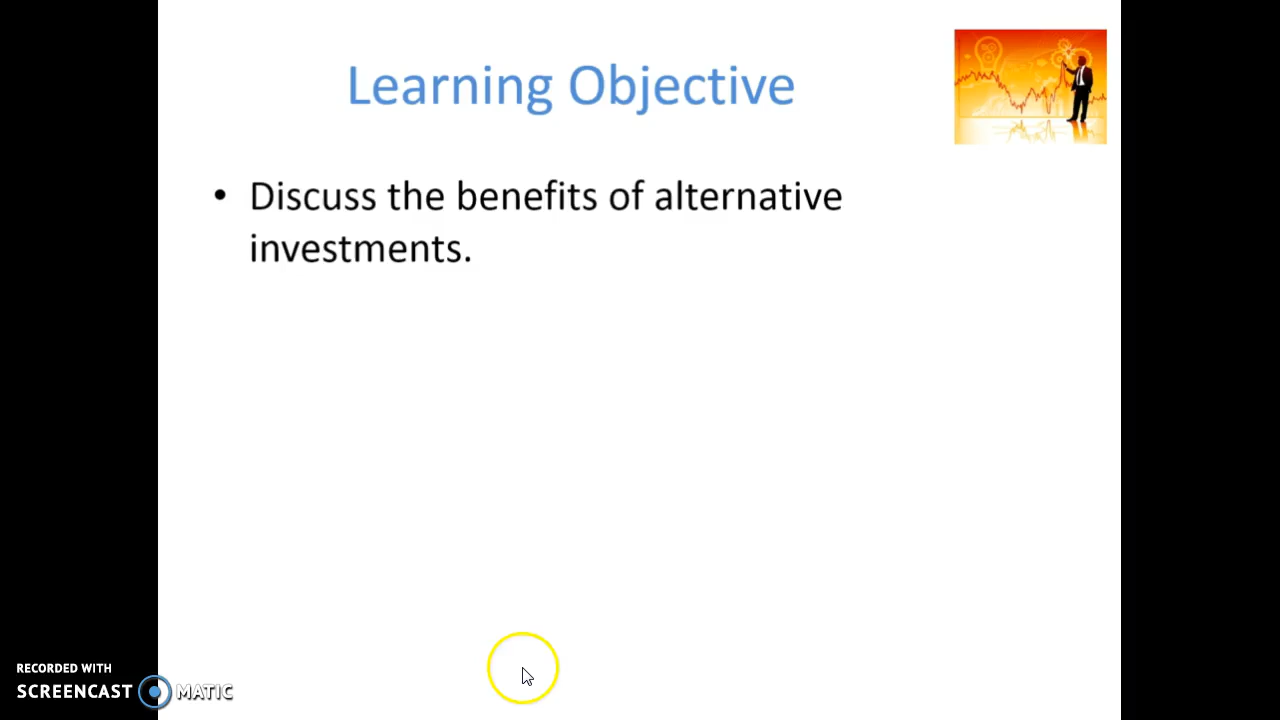 Learning Objective
• Discuss the benefits of alternative
investments.
RECORDED WITH
SCREENCAST MATIC